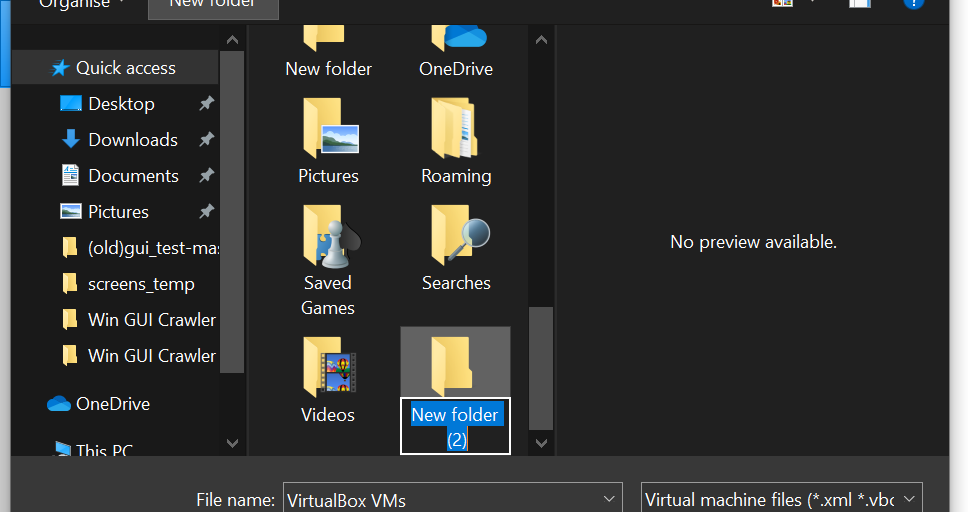 Organise
New folder
Quick access
Desktop
Downloads
Documents
Pictures
(old)gui_test-mas
screens_temp
Win GUI Crawler
Win GUI Crawler
OneDrive
This PC
New folder
OneDrive
Pictures
Roaming
Saved
Games
Searches
Videos
New folder
(2)
No preview available.
File name:
VirtualBox VMs
Virtual machine files (*.xml *.vbo